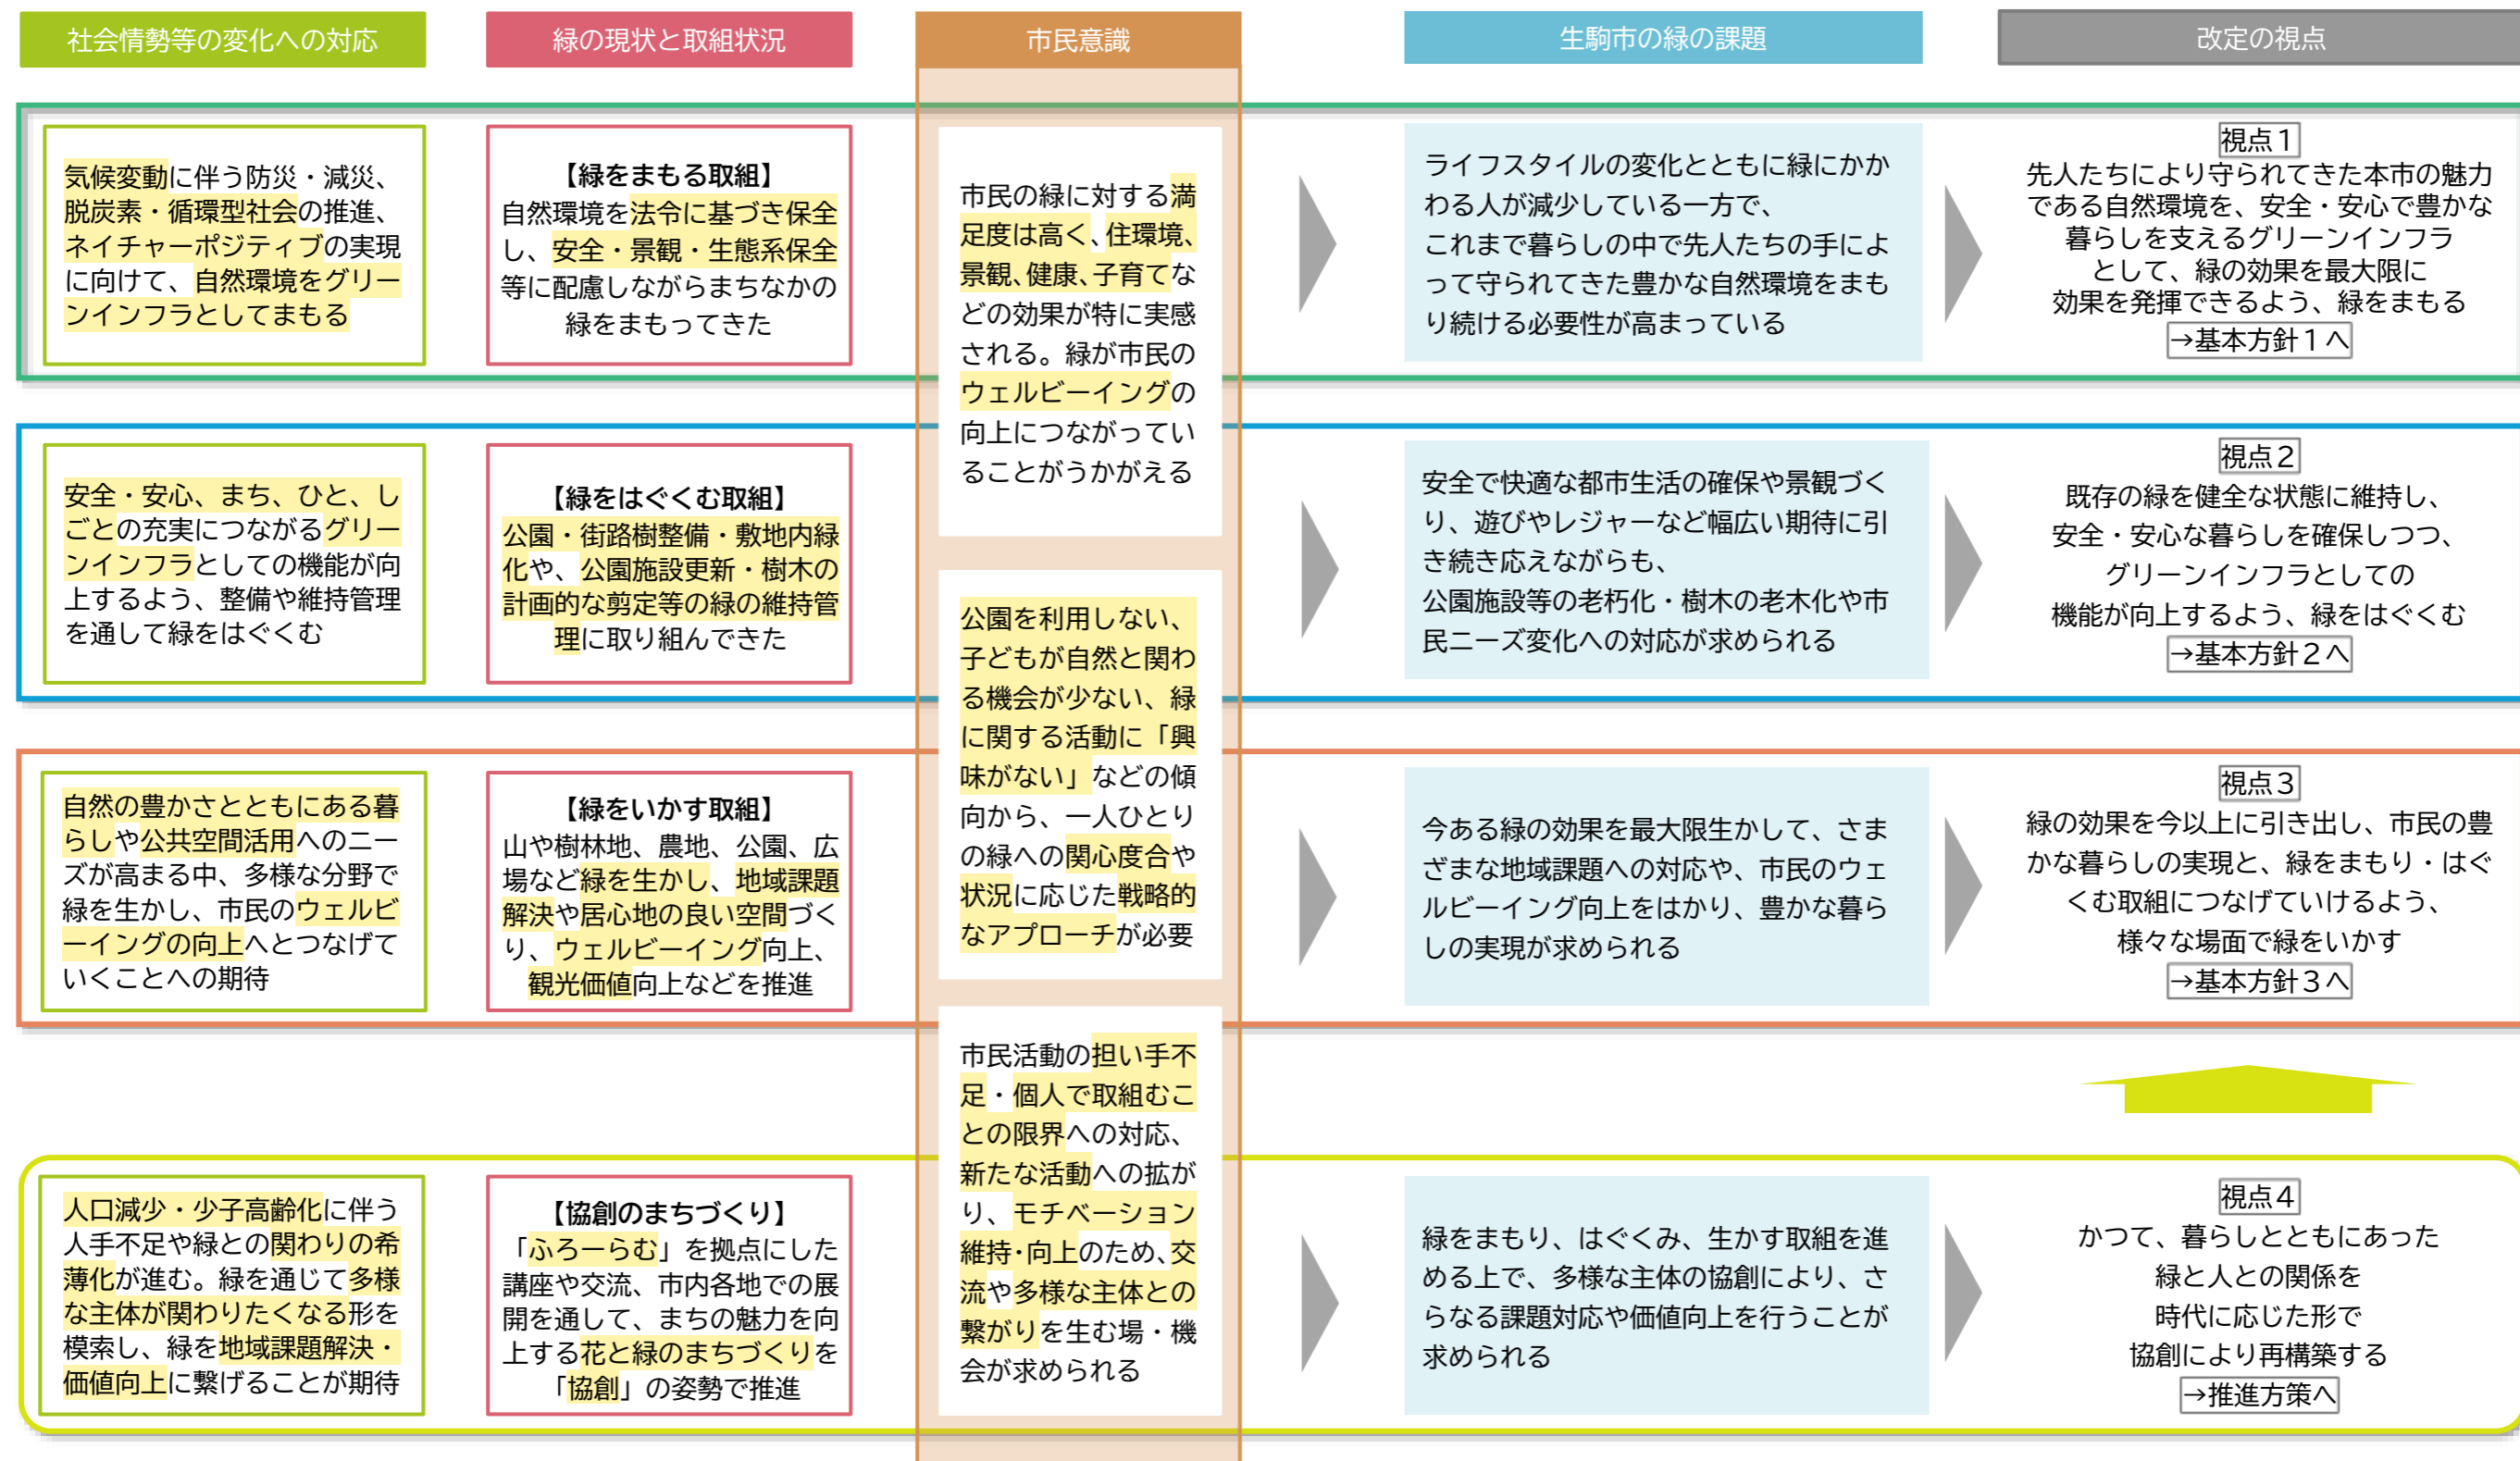 社会情勢等の変化への対応
緑の現状と取組状況
市民意識
生駒市の緑の課題
改定の視点
気候変動に伴う防災・減災、
脱炭素・循環型社会の推進、
ネイチャーポジティブの実現
に向けて、自然環境をグリー
ンインフラとしてまもる
【緑をまもる取組】
自然環境を法令に基づき保全
し、安全・景観・生態系保全
等に配慮しながらまちなかの
緑をまもってきた
市民の緑に対する満
足度は高く、住環境、
景観、健康、子育てな
どの効果が特に実感
される。緑が市民の
ウェルビーイングの
向上につながってい
ることがうかがえる
ライフスタイルの変化とともに緑にかか
わる人が減少している一方で、
これまで暮らしの中で先人たちの手によ
って守られてきた豊かな自然環境をまも
り続ける必要性が高まっている
視点1
先人たちにより守られてきた本市の魅力
である自然環境を、安全・安心で豊かな
暮らしを支えるグリーンインフラ
として、緑の効果を最大限に
効果を発揮できるよう、緑をまもる
→基本方針1へ
安全・安心、まち、ひと、し
ごとの充実につながるグリー
ンインフラとしての機能が向
上するよう、整備や維持管理
を通して緑をはぐくむ
【緑をはぐくむ取組】
公園・街路樹整備・敷地内緑
化や、公園施設更新・樹木の
計画的な剪定等の緑の維持管
理に取り組んできた
公園を利用しない、
子どもが自然と関わ
る機会が少ない、緑
に関する活動に「興
味がない」などの傾
向から、一人ひとり
の緑への関心度合や
状況に応じた戦略的
なアプローチが必要
安全で快適な都市生活の確保や景観づく
り、遊びやレジャーなど幅広い期待に引
き続き応えながらも、
公園施設等の老朽化・樹木の老木化や市
民ニーズ変化への対応が求められる
視点2
既存の緑を健全な状態に維持し、
安全・安心な暮らしを確保しつつ、
グリーンインフラとしての
機能が向上するよう、緑をはぐくむ
→基本方針2へ
自然の豊かさとともにある暮
らしや公共空間活用へのニー
ズが高まる中、多様な分野で
緑を生かし、市民のウェルビ
ーイングの向上へとつなげて
いくことへの期待
【緑をいかす取組】
山や樹林地、農地、公園、広
場など緑を生かし、地域課題
解決や居心地の良い空間づく
り、ウェルビーイング向上、
観光価値向上などを推進
今ある緑の効果を最大限生かして、さま
ざまな地域課題への対応や、市民のウェ
ルビーイング向上をはかり、豊かな暮ら
しの実現が求められる
視点3
緑の効果を今以上に引き出し、市民の豊
かな暮らしの実現と、緑をまもり・はぐ
くむ取組につなげていけるよう、
様々な場面で緑をいかす
→基本方針3へ
市民活動の担い手不
足・個人で取組むこ
との限界への対応、
新たな活動への拡が
り、モチベーション
維持・向上のため、交
流や多様な主体との
繋がりを生む場・機
会が求められる
人口減少・少子高齢化に伴う
人手不足や緑との関わりの希
薄化が進む。緑を通じて多様
な主体が関わりたくなる形を
模索し、緑を地域課題解決・
価値向上に繋げることが期待
【協創のまちづくり】
「ふろーらむ」を拠点にした
講座や交流、市内各地での展
開を通して、まちの魅力を向
上する花と緑のまちづくりを
「協創」の姿勢で推進
緑をまもり、はぐくみ、生かす取組を進
める上で、多様な主体の協創により、さ
らなる課題対応や価値向上を行うことが
求められる
視点4
かつて、暮らしとともにあった
緑と人との関係を
時代に応じた形で
協創により再構築する
→推進方策へ